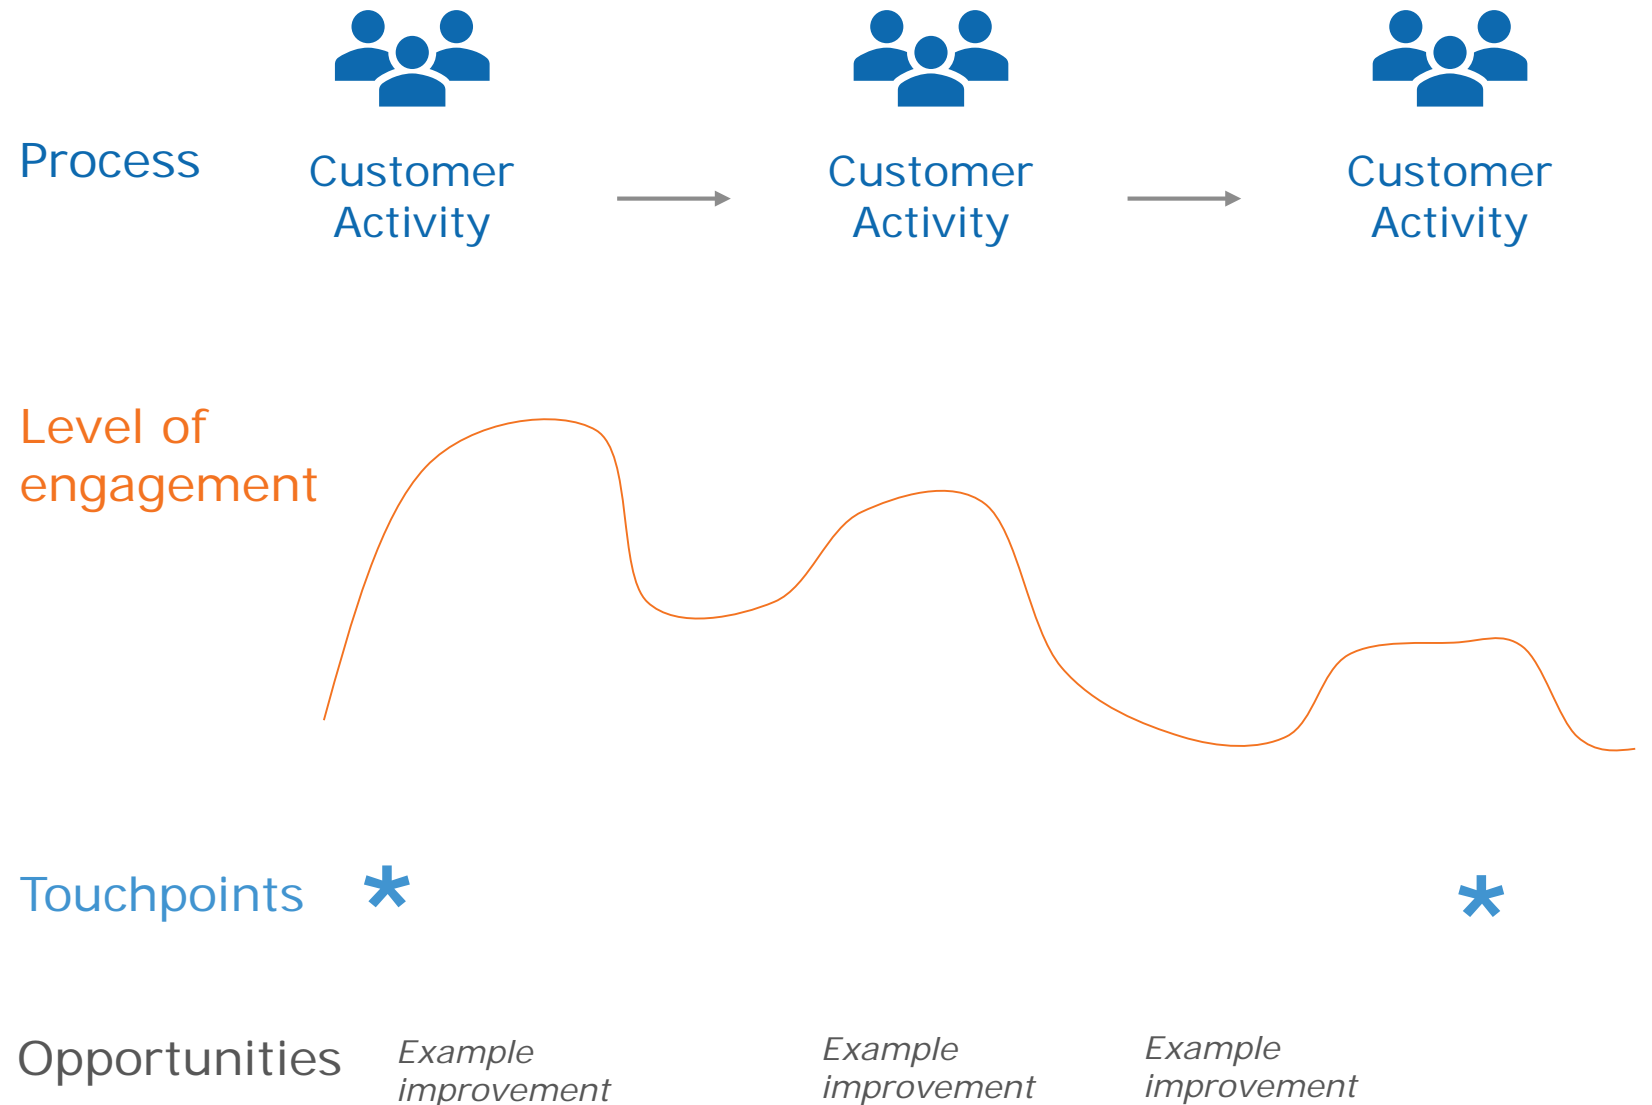 Process
Customer
Activity
Customer
Activity
Customer
Activity
Level of
engagement
Touchpoints
*
*
Opportunities
Example
improvement
Example
improvement
Example
improvement